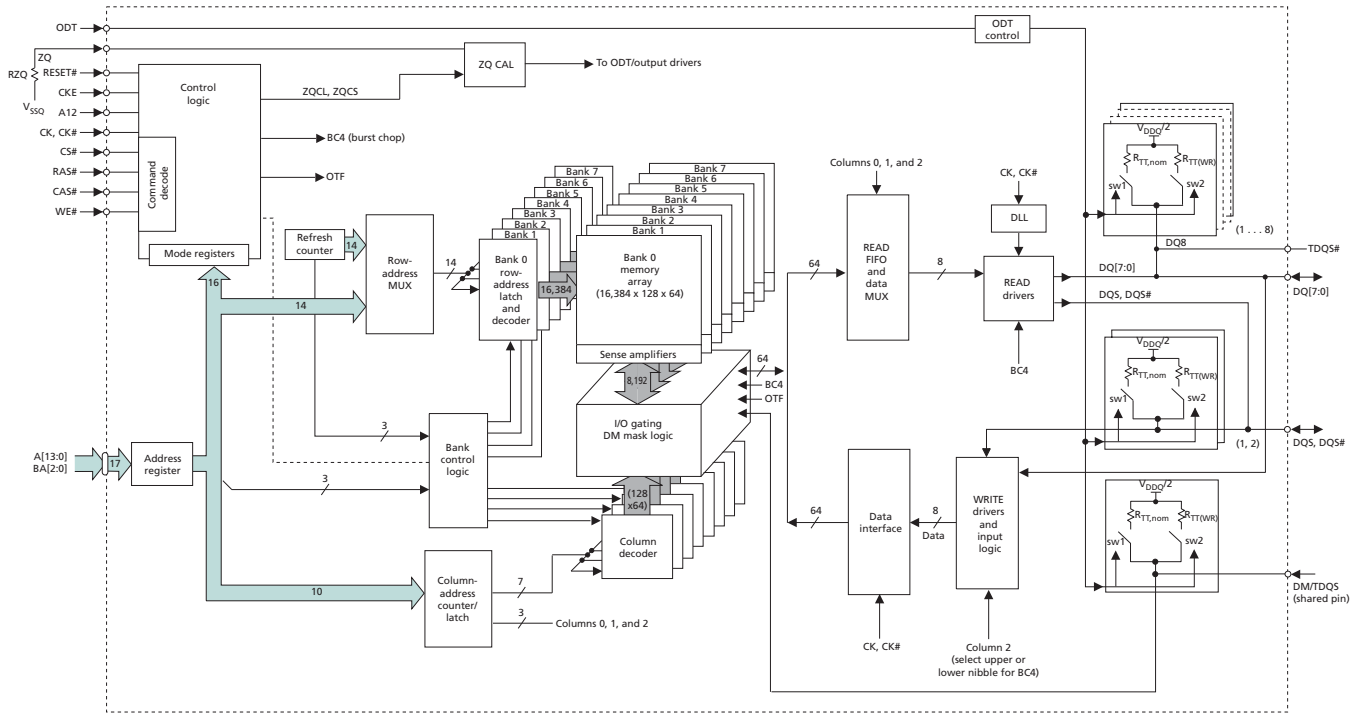 ODT
ZQ
RZQ
VSSQ
RESET#
CKE
A12
CK, CK#
CS#
RAS#
CAS#
WE#
Control
logic
Command
decode
Mode registers
ZQCL, ZQCS
ZQ CAL
To ODT/output drivers
BC4 (burst chop)
OTF
ODT
control
Refresh
counter
14
Row-
address
MUX
14
16
14
Bank 7
Bank 6
Bank 5
Bank 4
Bank 3
Bank 2
Bank 1
Bank 0
row-
address
latch
and
decoder
16,384
Bank 7
Bank 6
Bank 5
Bank 4
Bank 3
Bank 2
Bank 1
Bank 0
memory
array
(16,384 x 128 x 64)
Sense amplifiers
8,192
64
BC4
OTF
I/O gating
DM mask logic
(128
x64)
Column
decoder
A[13:0]
BA[2:0]
17
Address
register
3
3
Bank
control
logic
10
Column-
address
counter/
latch
7
3
Columns 0, 1, and 2
Columns 0, 1, and 2
64
READ
FIFO
and
data
MUX
8
CK, CK#
DLL
READ
drivers
BC4
DQ8
DQ[7:0]
DQS, DQS#
VDDQ/2
RTT,nom
RTT(WR)
sw1
sw2
(1 . . . 8)
TDQS#
DQ[7:0]
VDDQ/2
RTT,nom
RTT(WR)
sw1
sw2
(1, 2)
DQS, DQS#
64
Data
interface
CK, CK#
8
Data
WRITE
drivers
and
input
logic
Column 2
(select upper or
lower nibble for BC4)
VDDQ/2
RTT,nom
RTT(WR)
sw1
sw2
DM/TDQS
(shared pin)